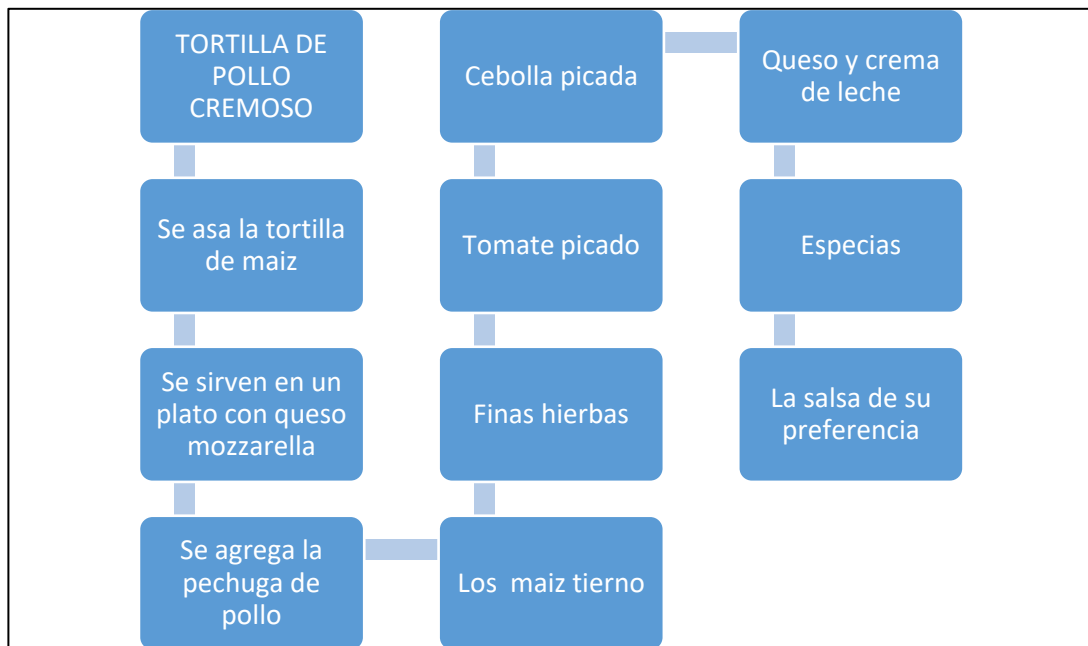 TORTILLA DE
POLLO
CREMOSO
Se asa la tortilla
de maiz
Se sirven en un
plato con queso
mozzarella
Se agrega la
pechuga de
pollo
Los  maiz tierno
Finas hierbas
Tomate picado
Cebolla picada
Queso y crema
de leche
Especias
La salsa de su
preferencia